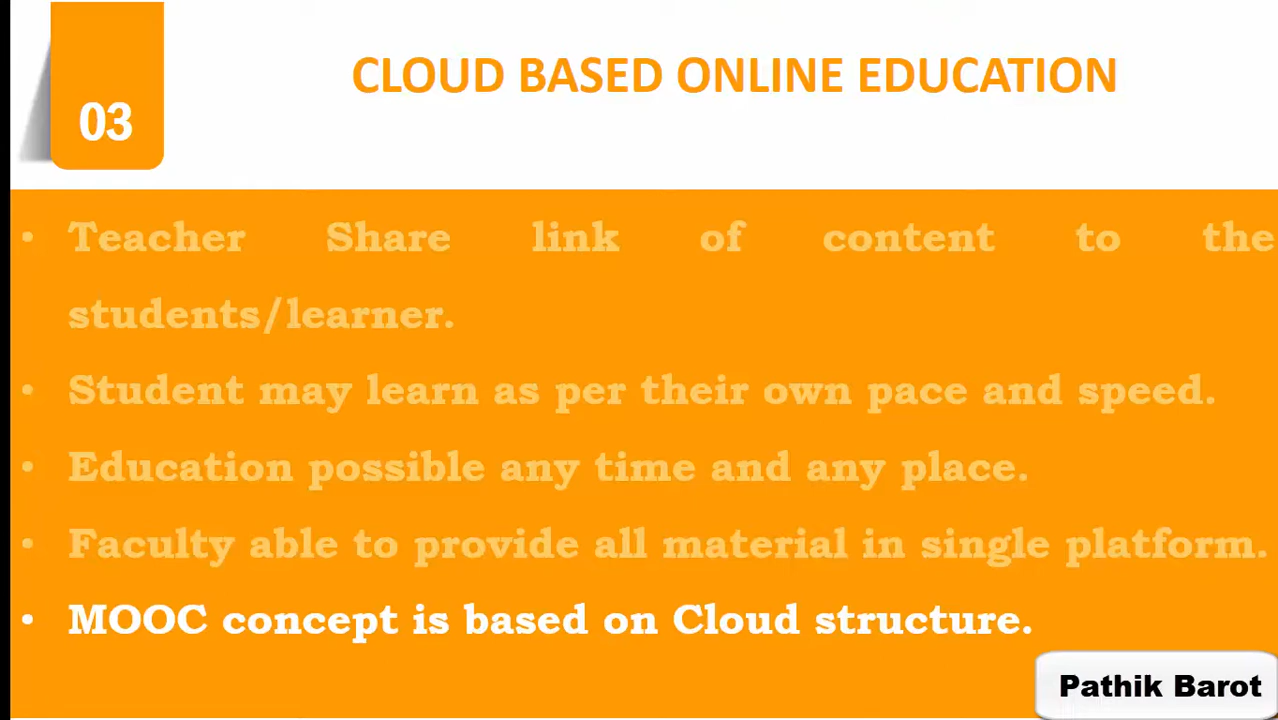 03
CLOUD BASED ONLINE EDUCATION
• Teacher Share link of content to the
students/learner.
• Student may learn as per their own pace and speed.
• Education possible any time and any place.
• Faculty able to provide all material in single platform.
• MOOC concept is based on Cloud structure.
Pathik Barot